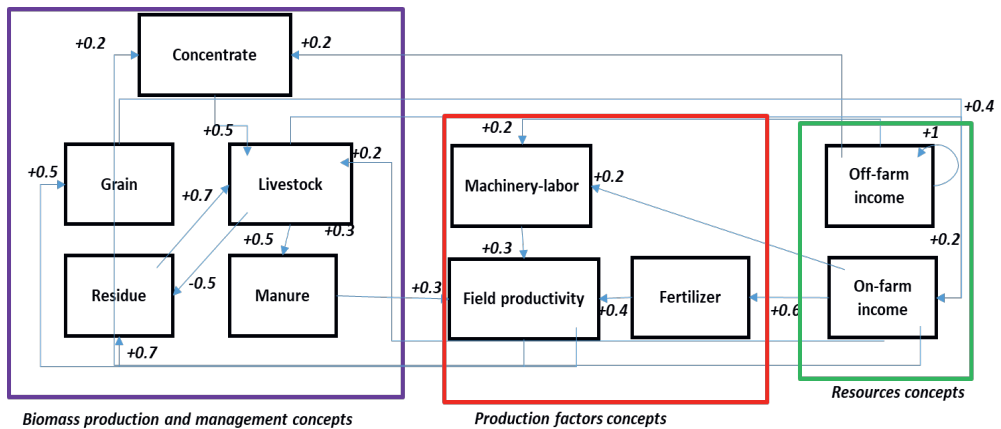 Concentrate
+0.2
+0.2
+0.4
+0.5
+0.2
+1
+0.5
Grain
Livestock
+0.2
Machinery-labor
+0.2
Off-farm
income
+0.7
+0.3
+0.5
+0.3
+0.2
Residue
-0.5
Manure
+0.3
Field productivity
+0.4
Fertilizer
+0.6
On-farm
income
+0.7
Biomass production and management concepts
Production factors concepts
Resources concepts